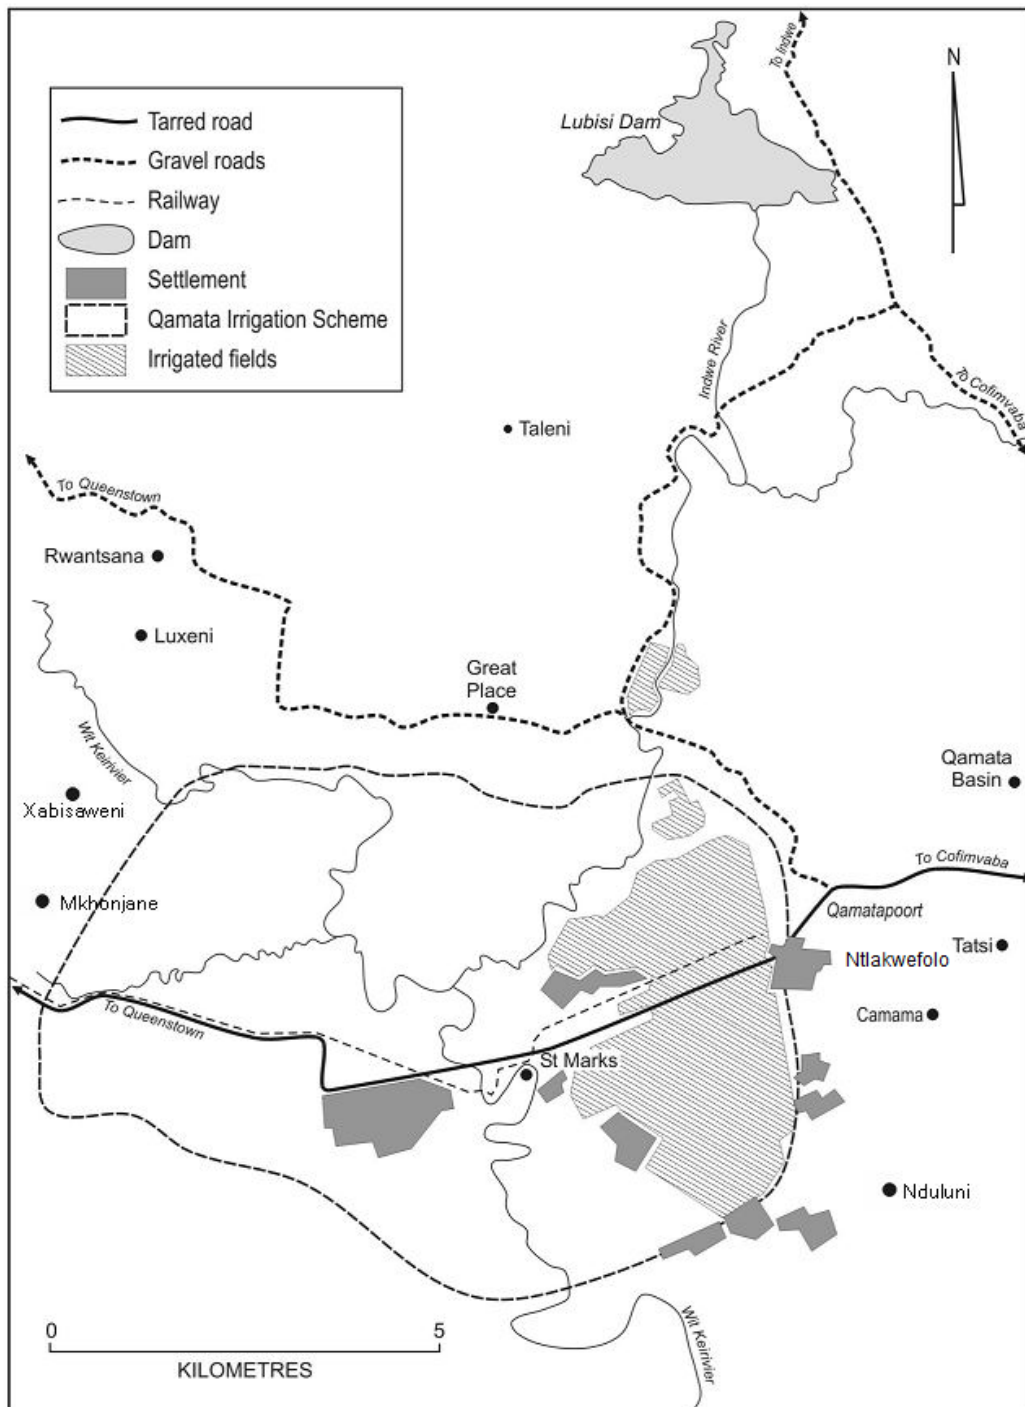 To Indwe
N
Lubisi Dam
Tarred road
Gravel roads
Railway
Dam
Settlement
Qamata Irrigation Scheme
Irrigated fields
Indwe River
To Cofimvaba
Taleni
To Queenstown
Rwantsana
Luxeni
Great
Place
Wit Keirivier
Qamata
Basin
Xabisaweni
To Cofimvaba
Mkhonjane
Qamatapoort
Ntlakwefolo
Tatsi
To Queenstown
Camama
St Marks
Nduluni
Wit Keirivier
0
5
KILOMETRES